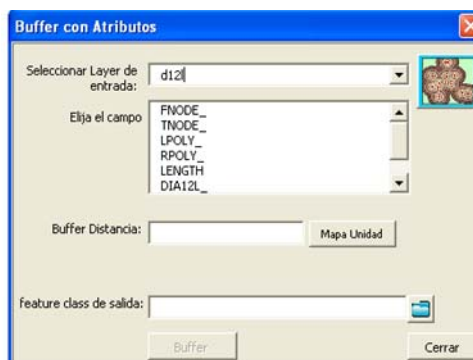 Buffer con Atributos
Seleccionar Layer de
entrada:
d12l
Elija el campo
FNODE_
TNODE_
LPOLY_
RPOLY_
LENGTH
DIA12L_
Buffer Distancia:
Mapa Unidad
feature class de salida:
Buffer
Cerrar